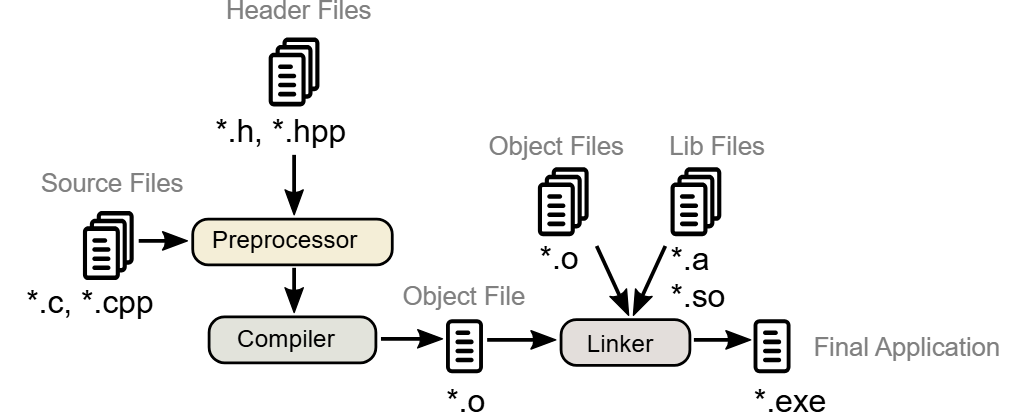 Header Files
*.h, *.hpp
Source Files
*.c, *.cpp
Preprocessor
Compiler
Object File
*.o
Object Files
*.o
Lib Files
*.a
*.so
Linker
*.exe
Final Application